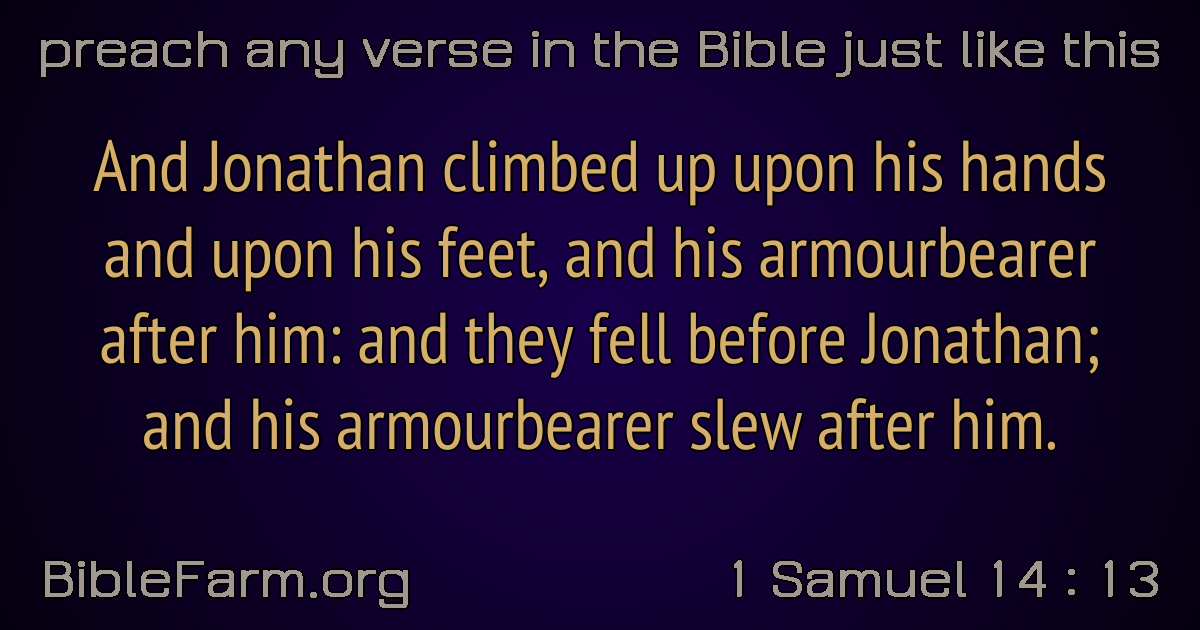 preach any verse in the Bible just like this
And Jonathan climbed up upon his hands
and upon his feet, and his armourbearer
after him: and they fell before Jonathan;
and his armourbearer slew after him.
BibleFarm.org
1 Samuel 14 : 13